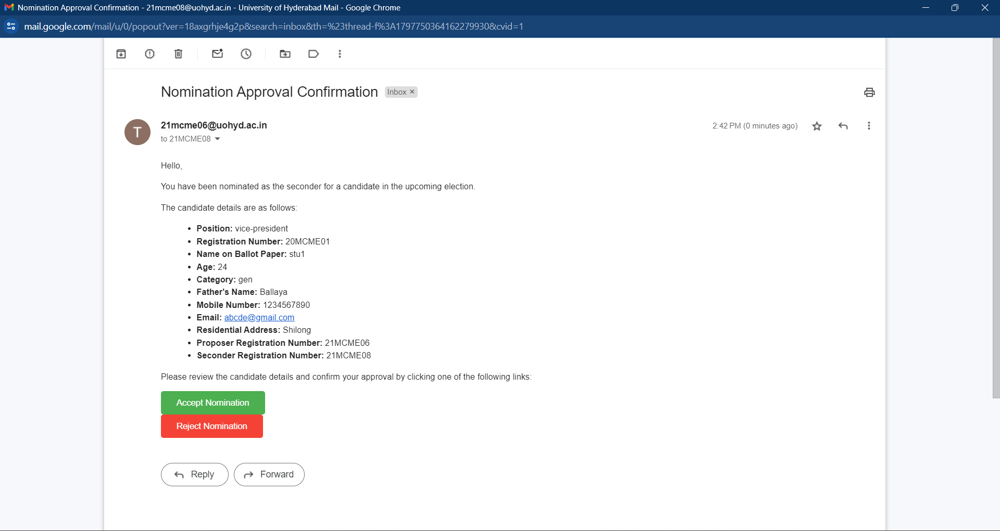 Nomination Approval Confirmation - 21mcme08@uohyd.ac.in - University of Hyderabad Mail - Google Chrome
mail.google.com/mail/u/0/popout?ver=18axgrhje4g2p&search=inbox&th=%23thread-f%3A1797750364162279930&cvid=1
Nomination Approval Confirmation Inbox ×
T
21mcme06@uohyd.ac.in 2:42 PM (0 minutes ago)
to 21MCME08
Hello,
You have been nominated as the seconder for a candidate in the upcoming election.
The candidate details are as follows:
• Position: vice-president
• Registration Number: 20MCME01
• Name on Ballot Paper: stu1
• Age: 24
• Category: gen
• Father's Name: Ballaya
• Mobile Number: 1234567890
• Email: abcde@gmail.com
• Residential Address: Shilong
• Proposer Registration Number: 21MCME06
• Seconder Registration Number: 21MCME08
Please review the candidate details and confirm your approval by clicking one of the following links:
Accept Nomination
Reject Nomination
Reply Forward